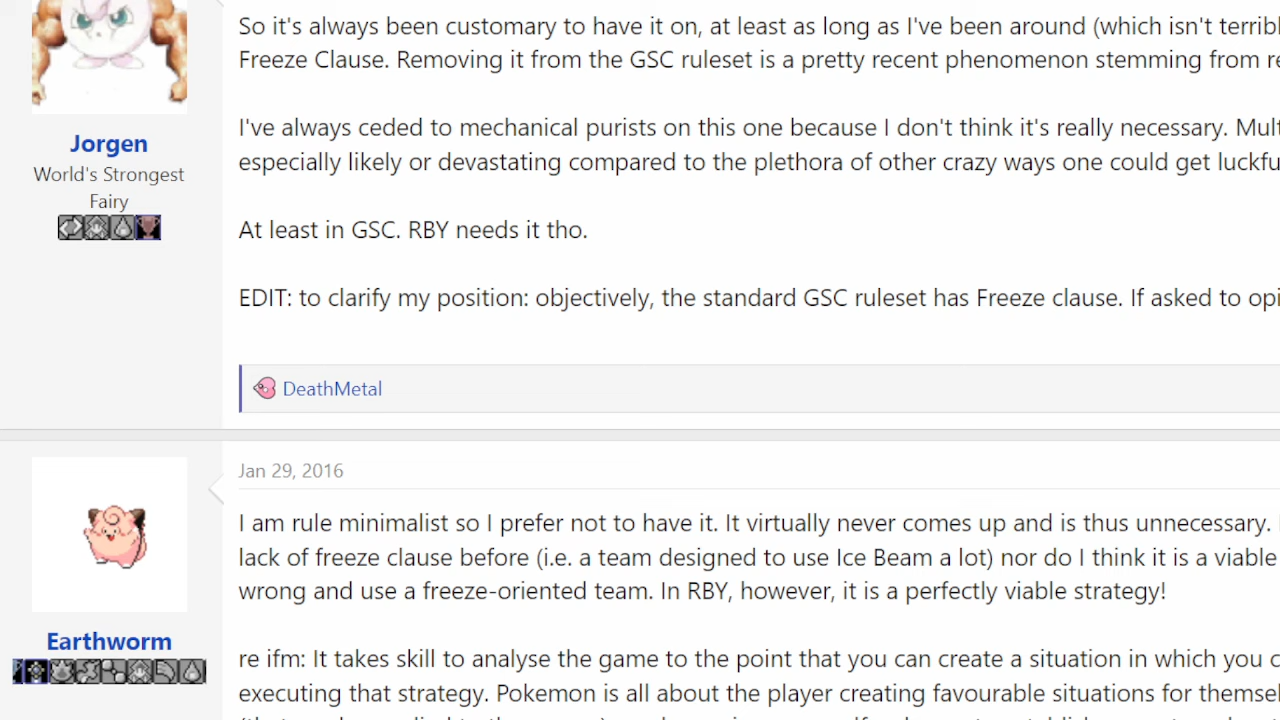 So it's always been customary to have it on, at least as long as I've been around (which isn't
Freeze Clause. Removing it from the GSC ruleset is a pretty recent phenomenon stemming from
I've always ceded to mechanical purists on this one because I don't think it's really necessary.
especially likely or devastating compared to the plethora of other crazy ways one could get
Jorgen
World's Strongest
Fairy
At least in GSC. RBY needs it tho.
EDIT: to clarify my position: objectively, the standard GSC ruleset has Freeze clause. If asked to
DeathMetal
Jan 29, 2016
I am rule minimalist so I prefer not to have it. It virtually never comes up and is thus unnecessary.
lack of freeze clause before (i.e. a team designed to use Ice Beam a lot) nor do I think it is a viable
wrong and use a freeze-oriented team. In RBY, however, it is a perfectly viable strategy!
Earthworm
re ifm: It takes skill to analyse the game to the point that you can create a situation in which you
executing that strategy. Pokemon is all about the player creating favourable situations for